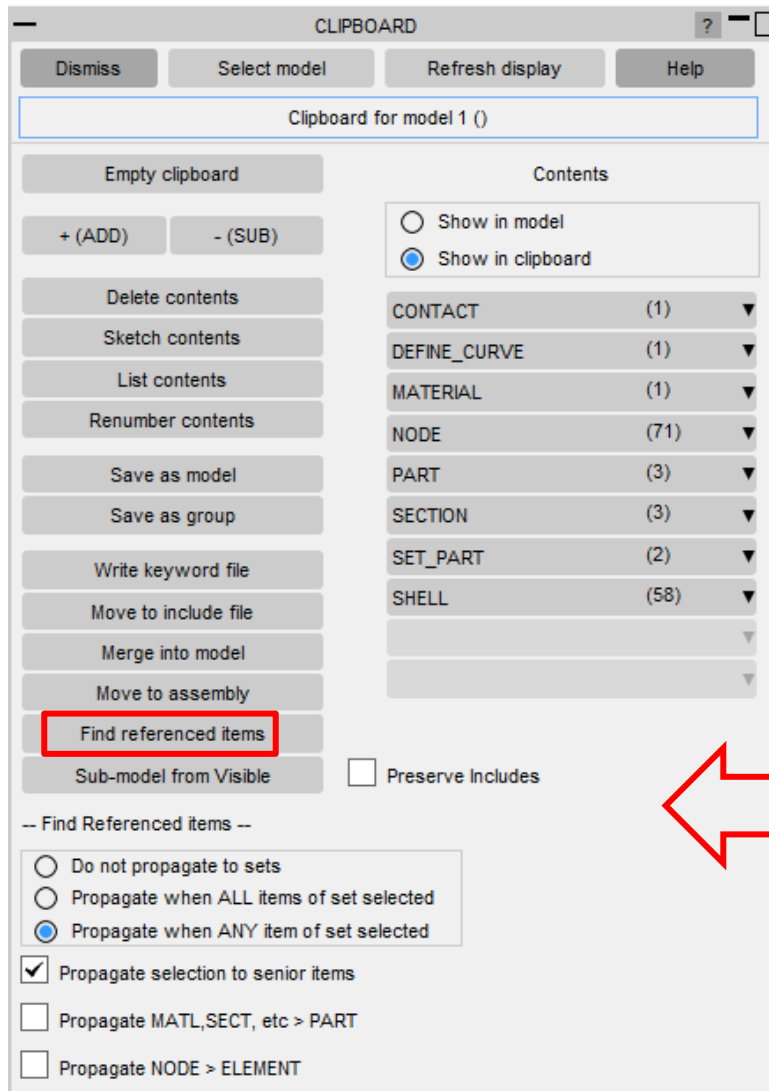 CLIPBOARD ?
Dismiss Select model Refresh display Help
Clipboard for model 1 ()
Empty clipboard
+ (ADD) - (SUB)
Delete contents
Sketch contents
List contents
Renumber contents
Save as model
Save as group
Write keyword file
Move to include file
Merge into model
Move to assembly
Find referenced items
Sub-model from Visible
Contents
Show in model
Show in clipboard
CONTACT (1)
DEFINE_CURVE (1)
MATERIAL (1)
NODE (71)
PART (3)
SECTION (3)
SET_PART (2)
SHELL (58)
Preserve Includes
-- Find Referenced items --
Do not propagate to sets
Propagate when ALL items of set selected
Propagate when ANY item of set selected
Propagate selection to senior items
Propagate MATL,SECT, etc > PART
Propagate NODE > ELEMENT